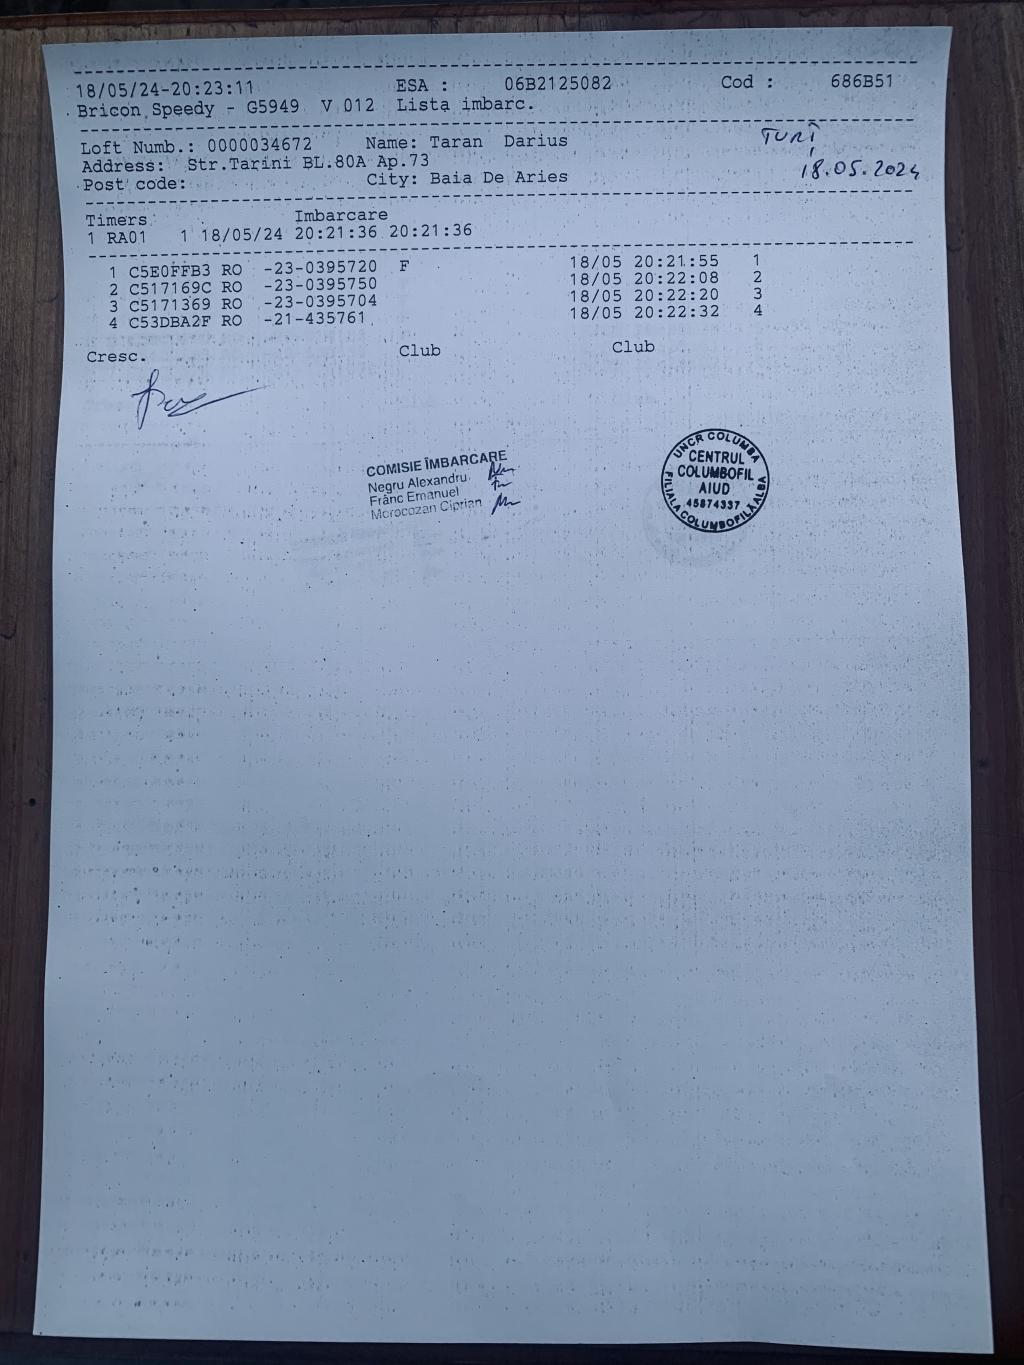 18/05/24-20:23:11 ESA : 06B2125082 Cod : 686B51
Bricon Speedy - G5949 V 012 Lista imbarc.
Loft Numb.: 0000034672 Name: Taran Darius
Address: Str.Tarini BL.80A Ap.73
Post code: City: Baia De Aries
TURÎ
18.05.2024
Timers Imbarcare
1 RA01 1 18/05/24 20:21:36 20:21:36
1 C5E0FFB3 RO -23-0395720 F 18/05 20:21:55 1
2 C517169C RO -23-0395750 18/05 20:22:08 2
3 C5171369 RO -23-0395704 18/05 20:22:20 3
4 C53DBA2F RO -21-435761 18/05 20:22:32 4
Cresc. Club Club
COMISIE ÎMBARCARE
Negru Alexandru
Frânc Emanuel
Morocozan Ciprian
UNCR COLUMBA
CENTRUL
COLUMBOFIL
AIUD
45874337
FILIALA COLUMBOFILĂ ALBA